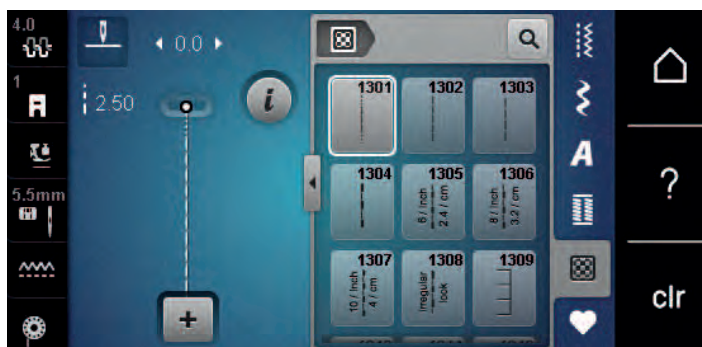 4.0
1
5.5mm
0.0
2.50
i
1301
1302
1303
1304
1305
6 / Inch
2.4 / cm
1306
8 / Inch
3.2 / cm
1307
10 / Inch
4 / cm
1308
Irregular
look
1309
A
?
clr